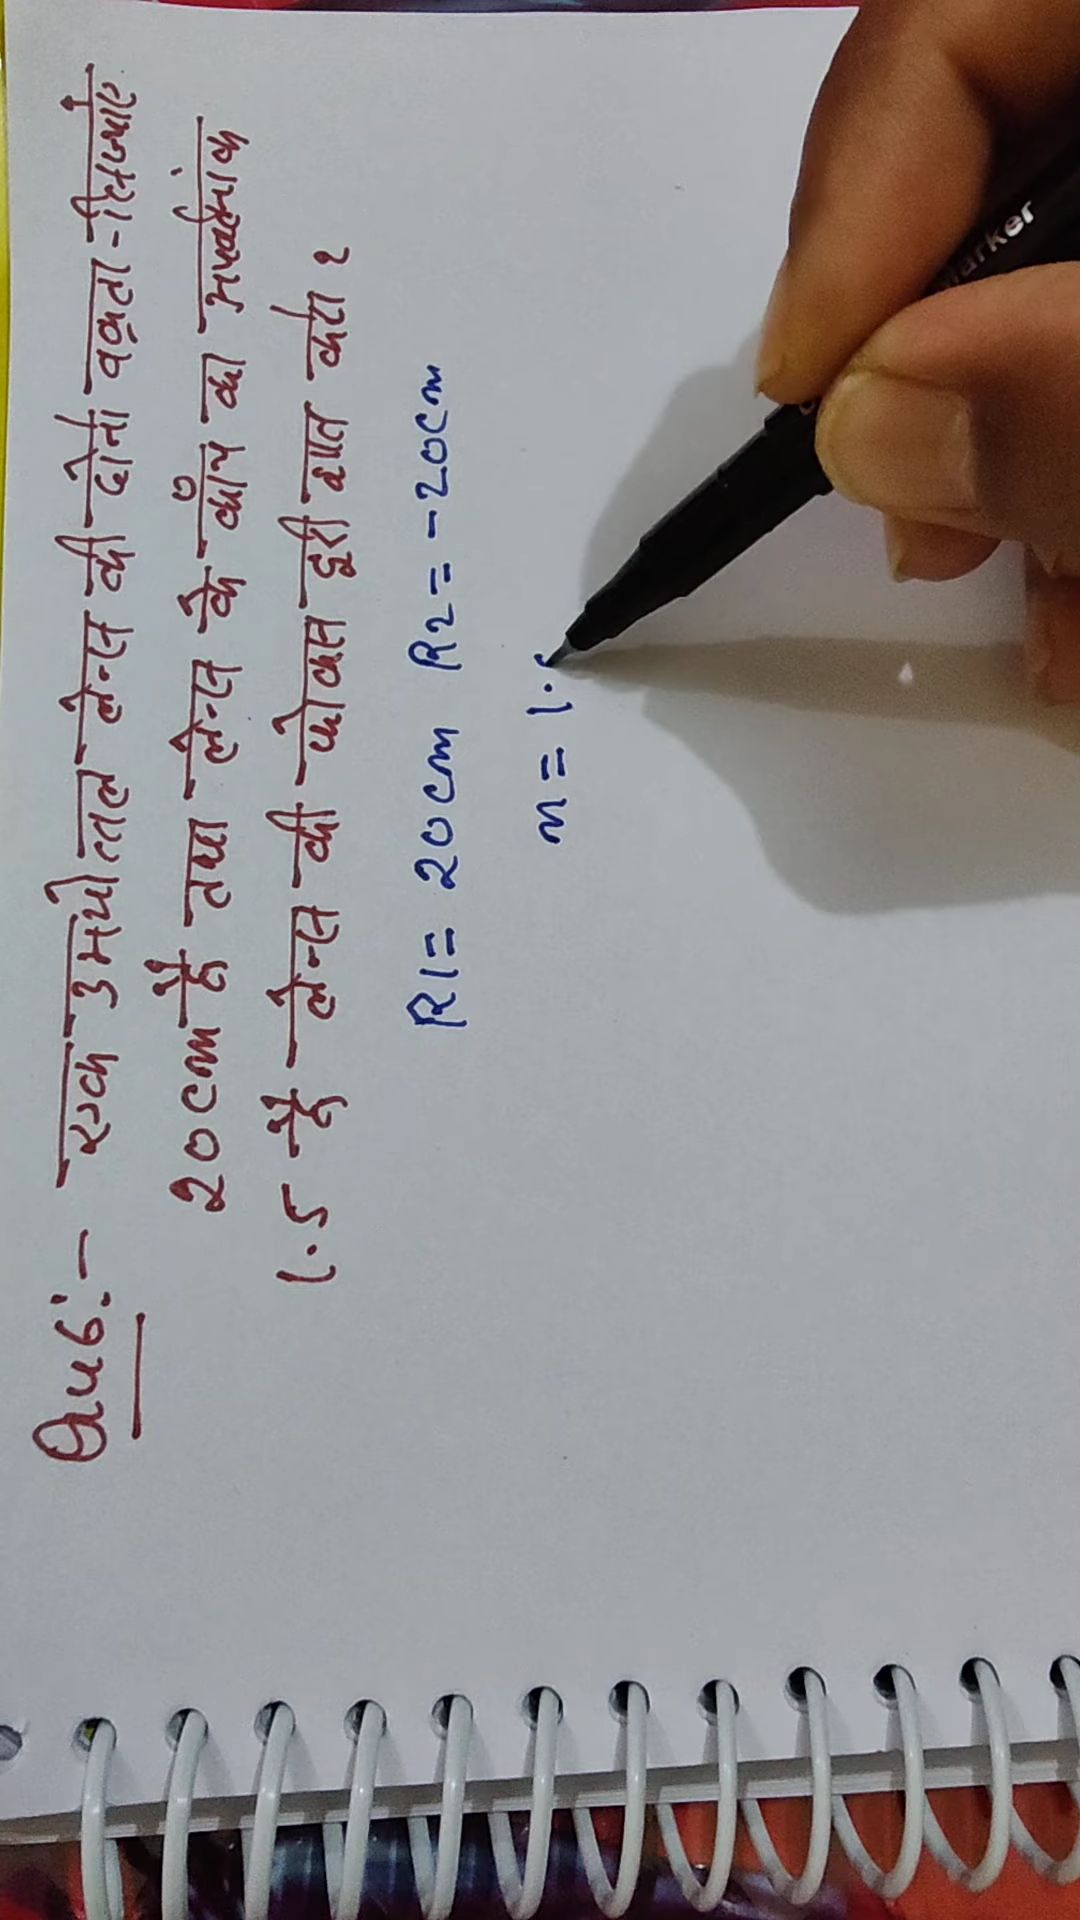 Que6:- एक उभयोत्तल लेन्स की दोनो वक्रता त्रिज्याऐं
20cm है तथा लेन्स के काँच का अपवर्तनांक
1.5 है लेन्स की फोकस दूरी ज्ञात करो ?
R1 = 20cm R2 = -20cm
n = 1.
marker